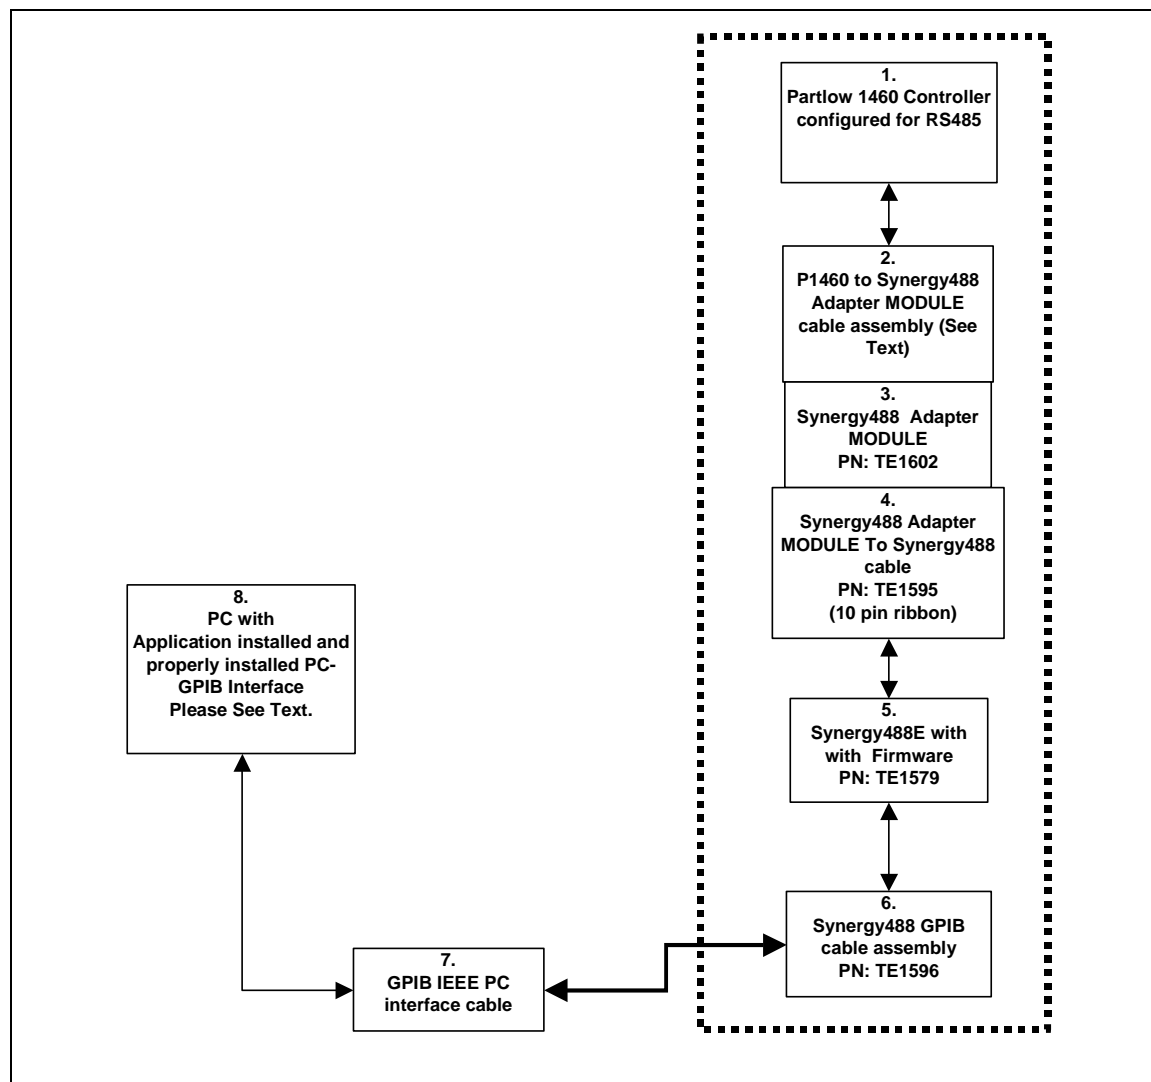 1.
Partlow 1460 Controller
configured for RS485
2.
P1460 to Synergy488
Adapter MODULE
cable assembly (See
Text)
3.
Synergy488 Adapter
MODULE
PN: TE1602
4.
Synergy488 Adapter
MODULE To Synergy488
cable
PN: TE1595
(10 pin ribbon)
5.
Synergy488E with
with Firmware
PN: TE1579
6.
Synergy488 GPIB
cable assembly
PN: TE1596
7.
GPIB IEEE PC
interface cable
8.
PC with
Application installed and
properly installed PC-
GPIB Interface
Please See Text.